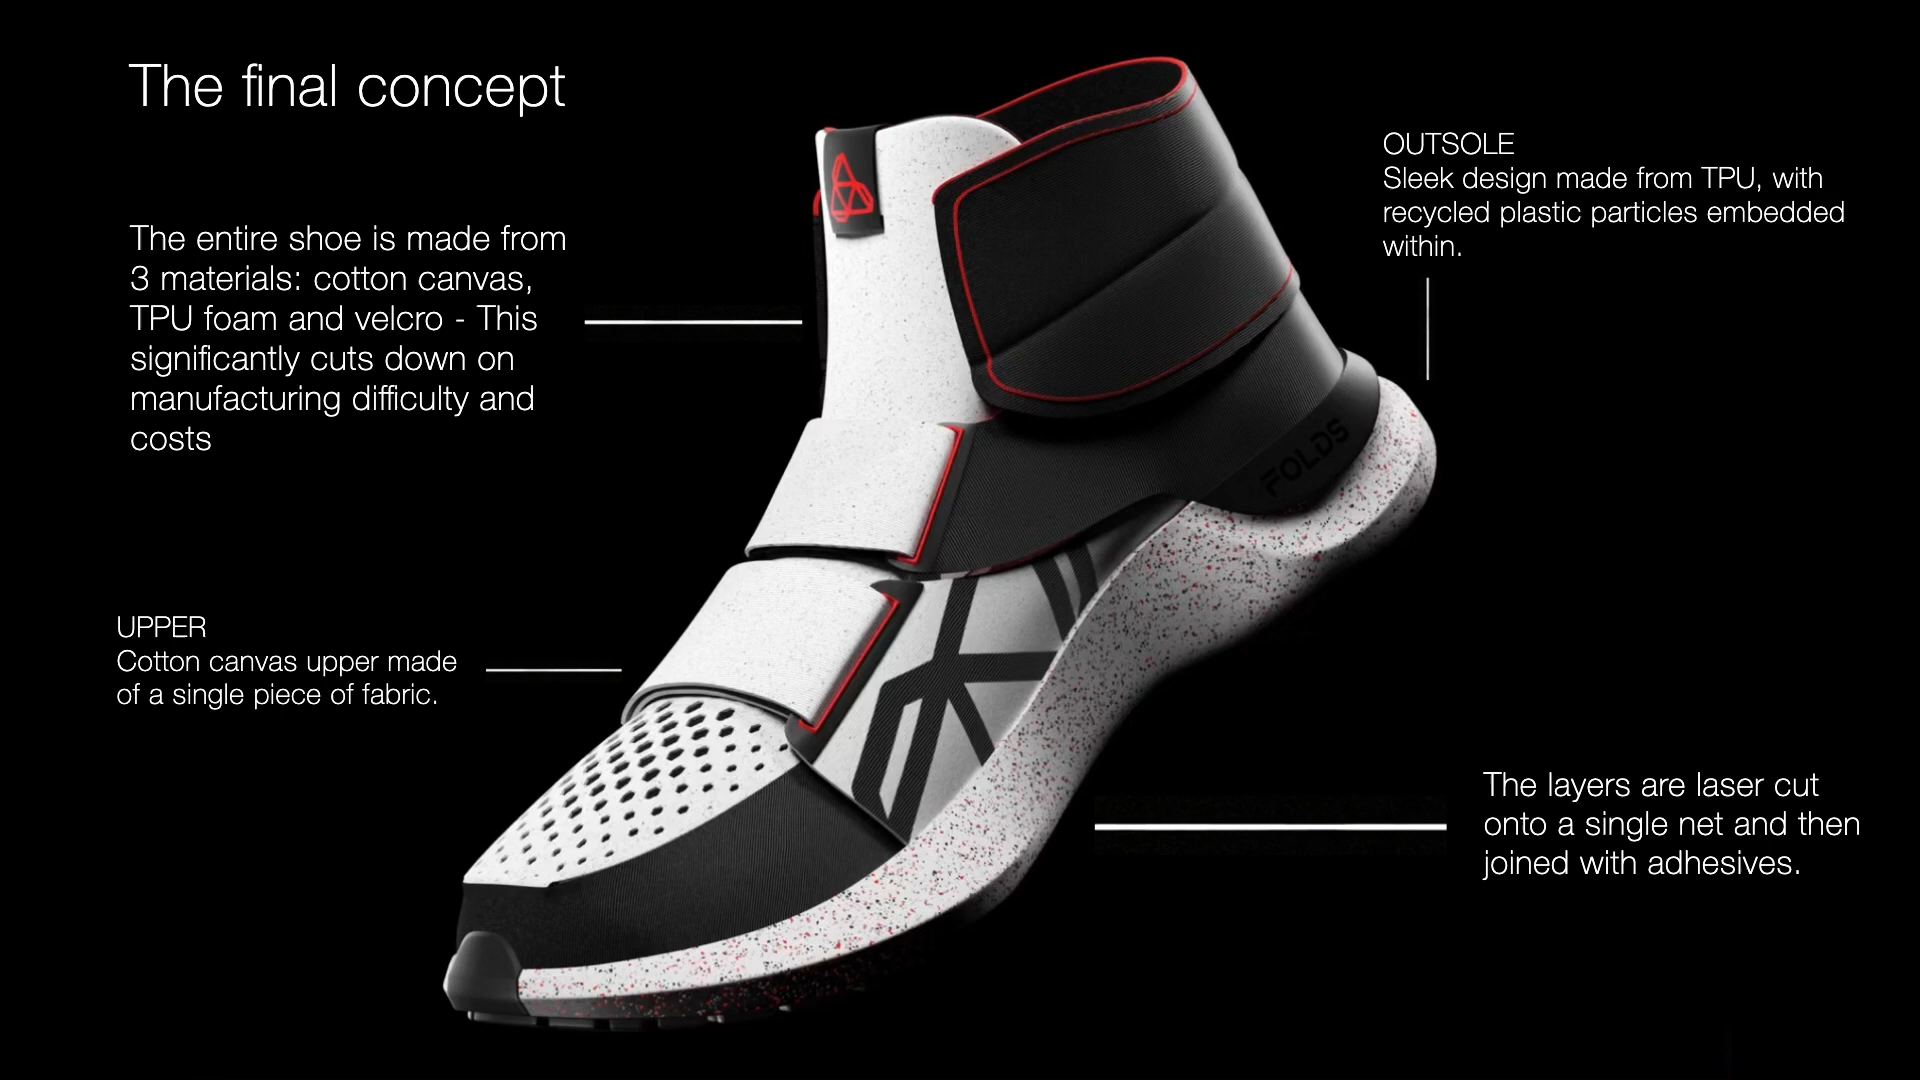 The final concept
The entire shoe is made from
3 materials: cotton canvas,
TPU foam and velcro - This
significantly cuts down on
manufacturing difficulty and
costs
OUTSOLE
Sleek design made from TPU, with
recycled plastic particles embedded
within.
FOLDS
UPPER
Cotton canvas upper made
of a single piece of fabric.
The layers are laser cut
onto a single net and then
joined with adhesives.